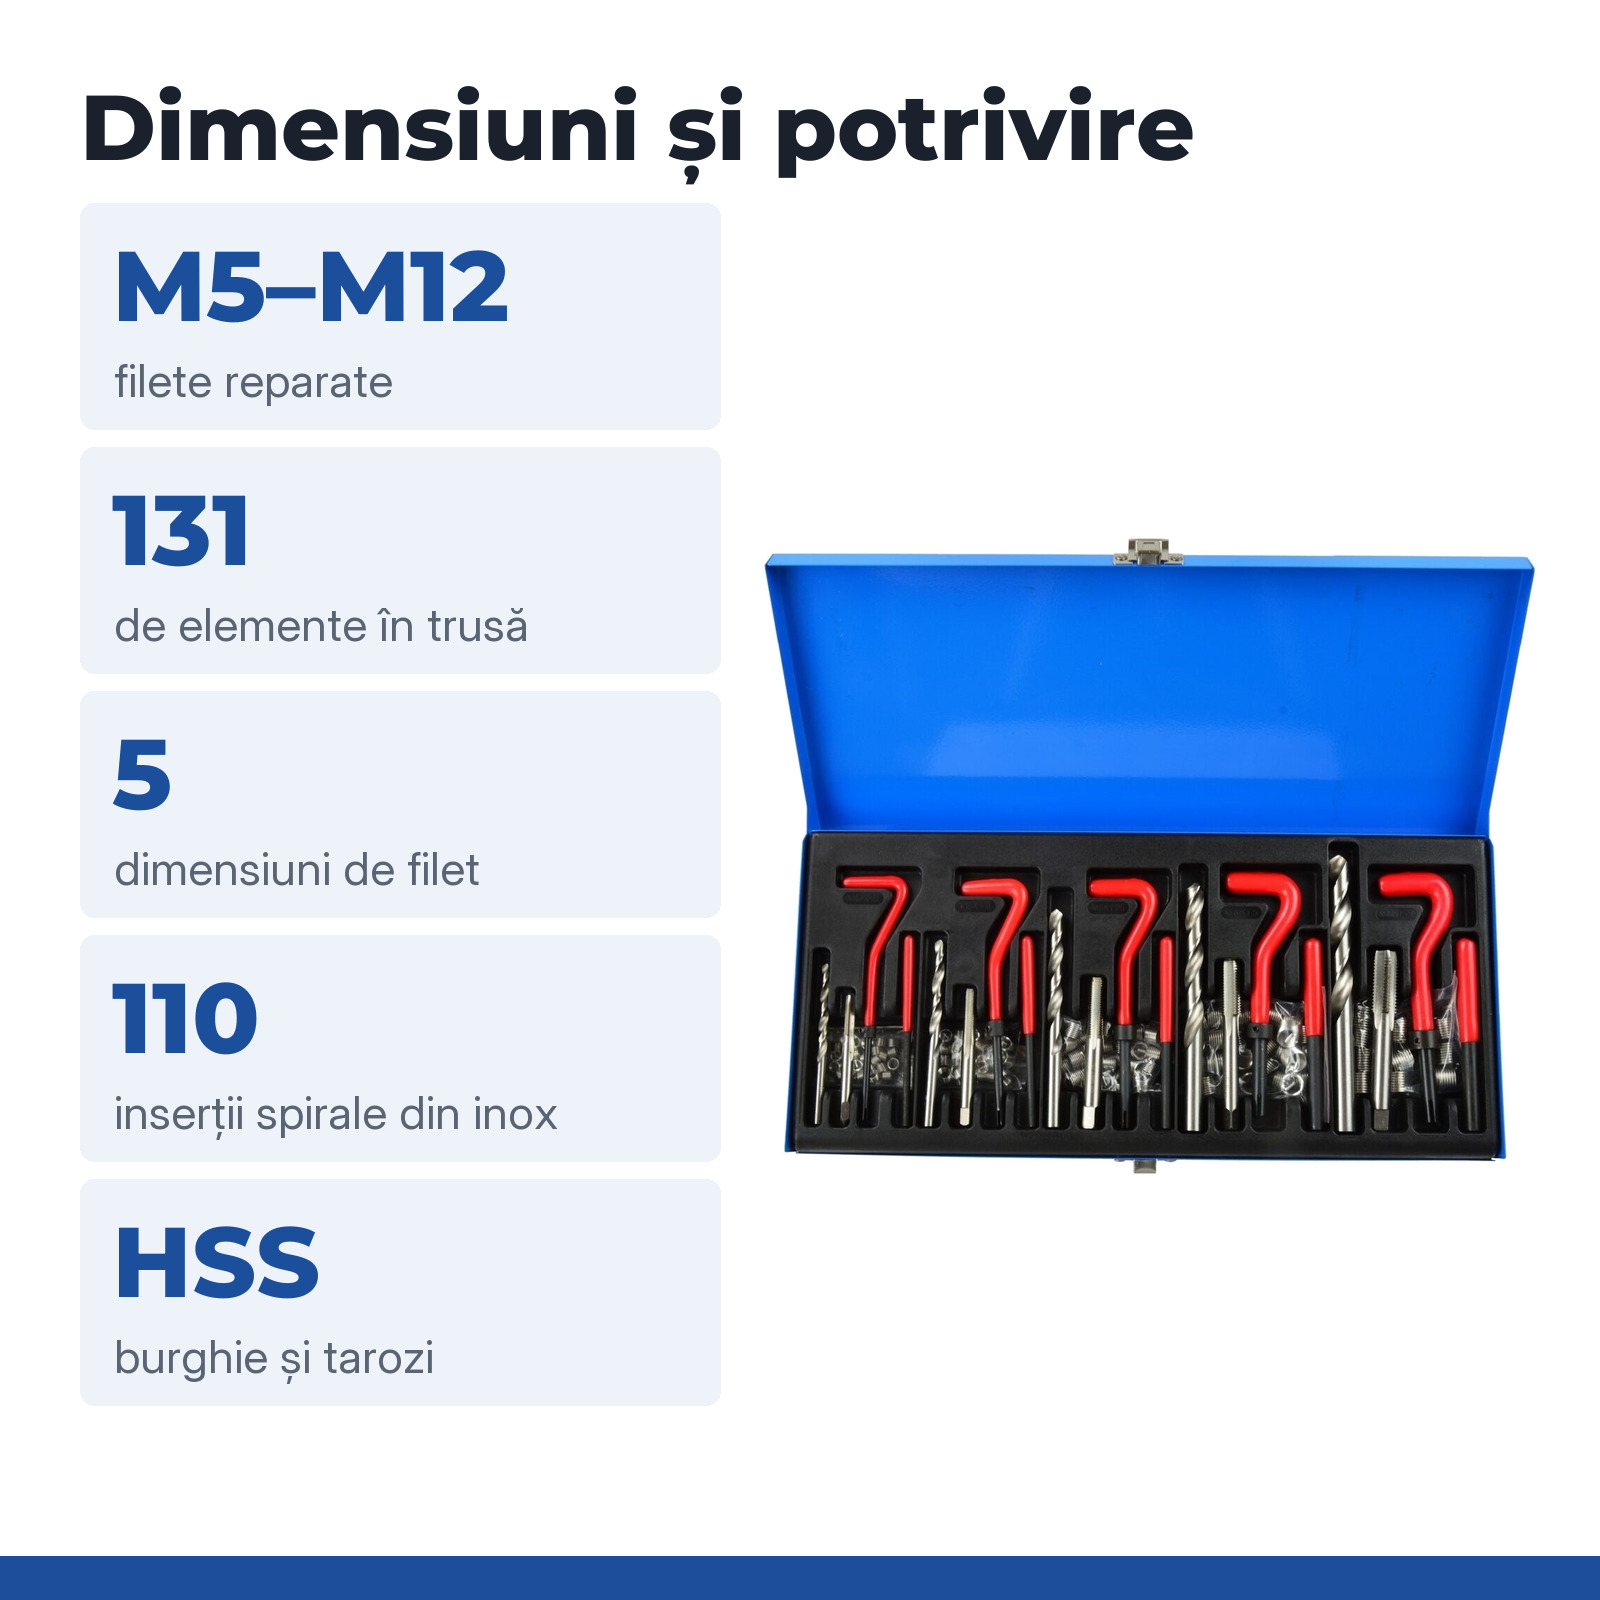 Dimensiuni și potrivire
M5–M12
filete reparate
131
de elemente în trusă
5
dimensiuni de filet
110
inserții spirale din inox
HSS
burghie și tarozi